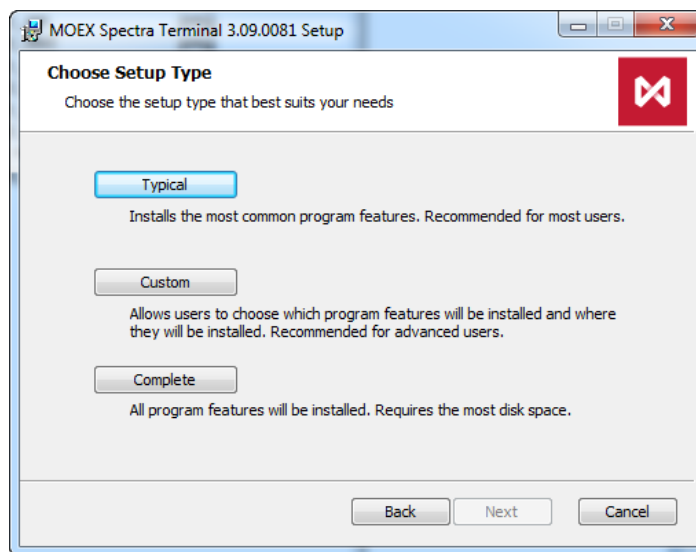 MOEX Spectra Terminal 3.09.0081 Setup
Choose Setup Type
Choose the setup type that best suits your needs
Typical
Installs the most common program features. Recommended for most users.
Custom
Allows users to choose which program features will be installed and where
they will be installed. Recommended for advanced users.
Complete
All program features will be installed. Requires the most disk space.
Back
Next
Cancel